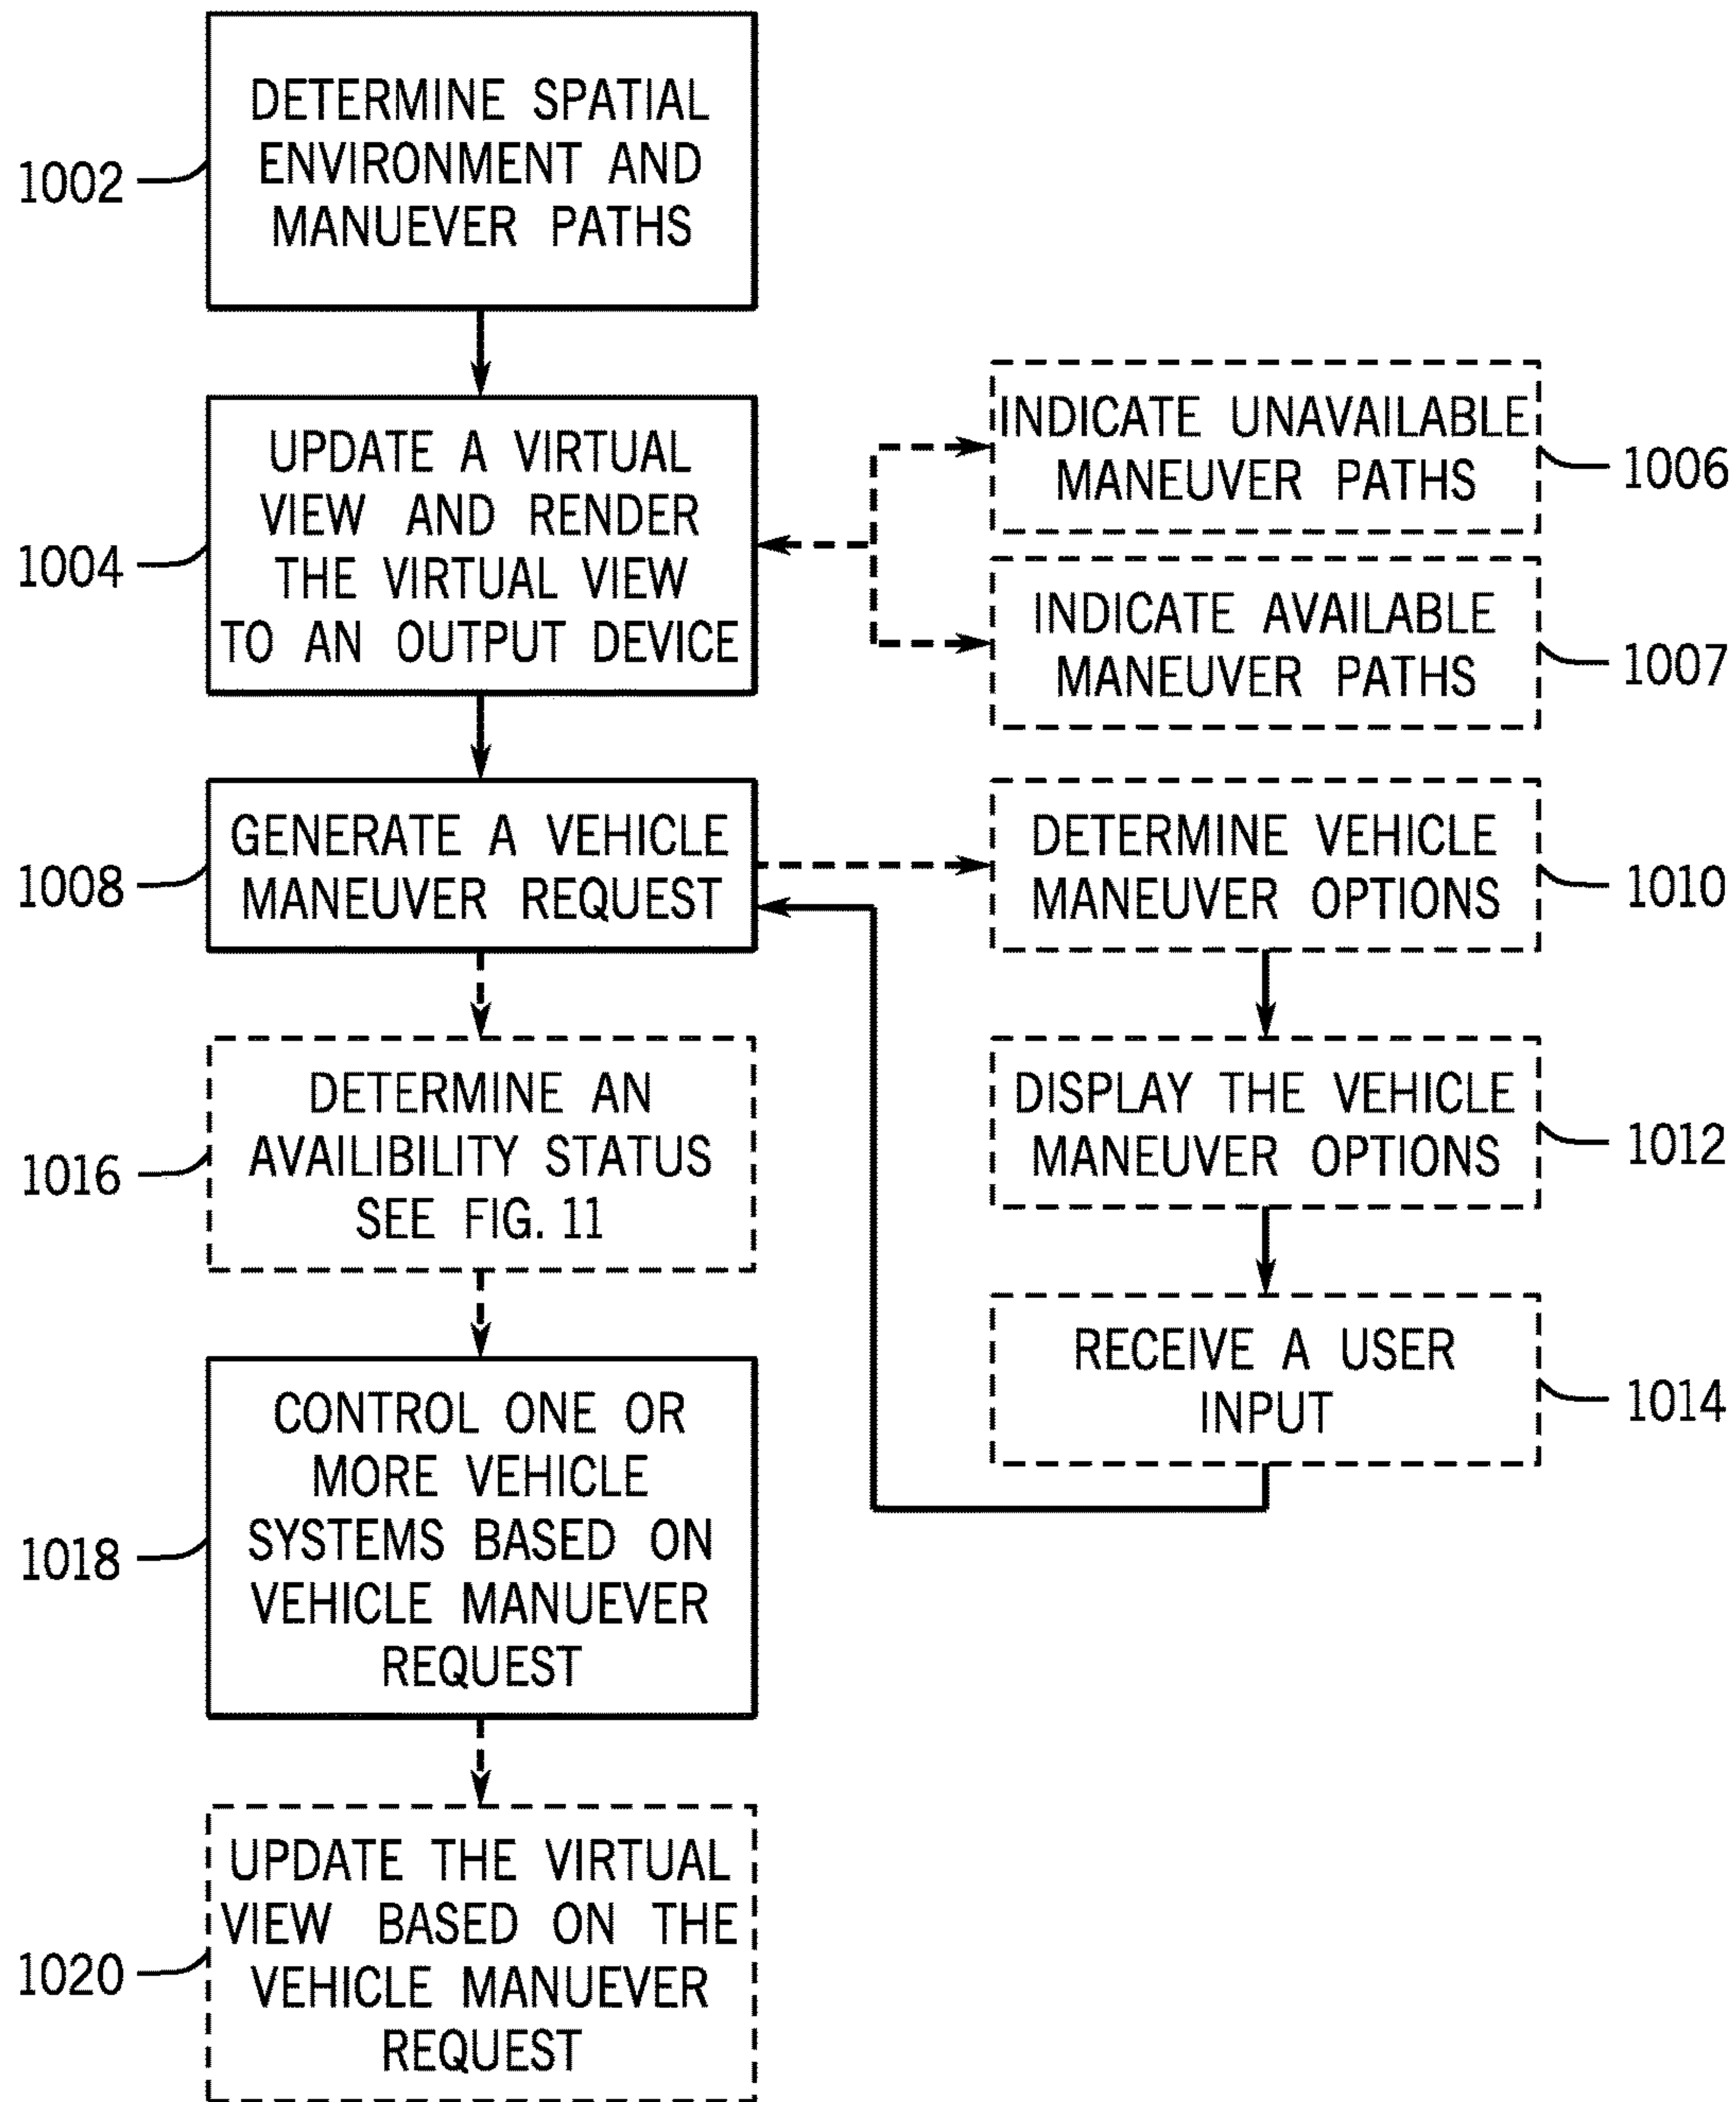 1002
DETERMINE SPATIAL
ENVIRONMENT AND
MANUEVER PATHS
1004
UPDATE A VIRTUAL
VIEW AND RENDER
THE VIRTUAL VIEW
TO AN OUTPUT DEVICE
INDICATE UNAVAILABLE
MANEUVER PATHS
1006
INDICATE AVAILABLE
MANEUVER PATHS
1007
1008
GENERATE A VEHICLE
MANEUVER REQUEST
DETERMINE VEHICLE
MANEUVER OPTIONS
1010
DISPLAY THE VEHICLE
MANEUVER OPTIONS
1012
RECEIVE A USER
INPUT
1014
1016
DETERMINE AN
AVAILIBILITY STATUS
SEE FIG. 11
1018
CONTROL ONE OR
MORE VEHICLE
SYSTEMS BASED ON
VEHICLE MANUEVER
REQUEST
1020
UPDATE THE VIRTUAL
VIEW BASED ON THE
VEHICLE MANUEVER
REQUEST